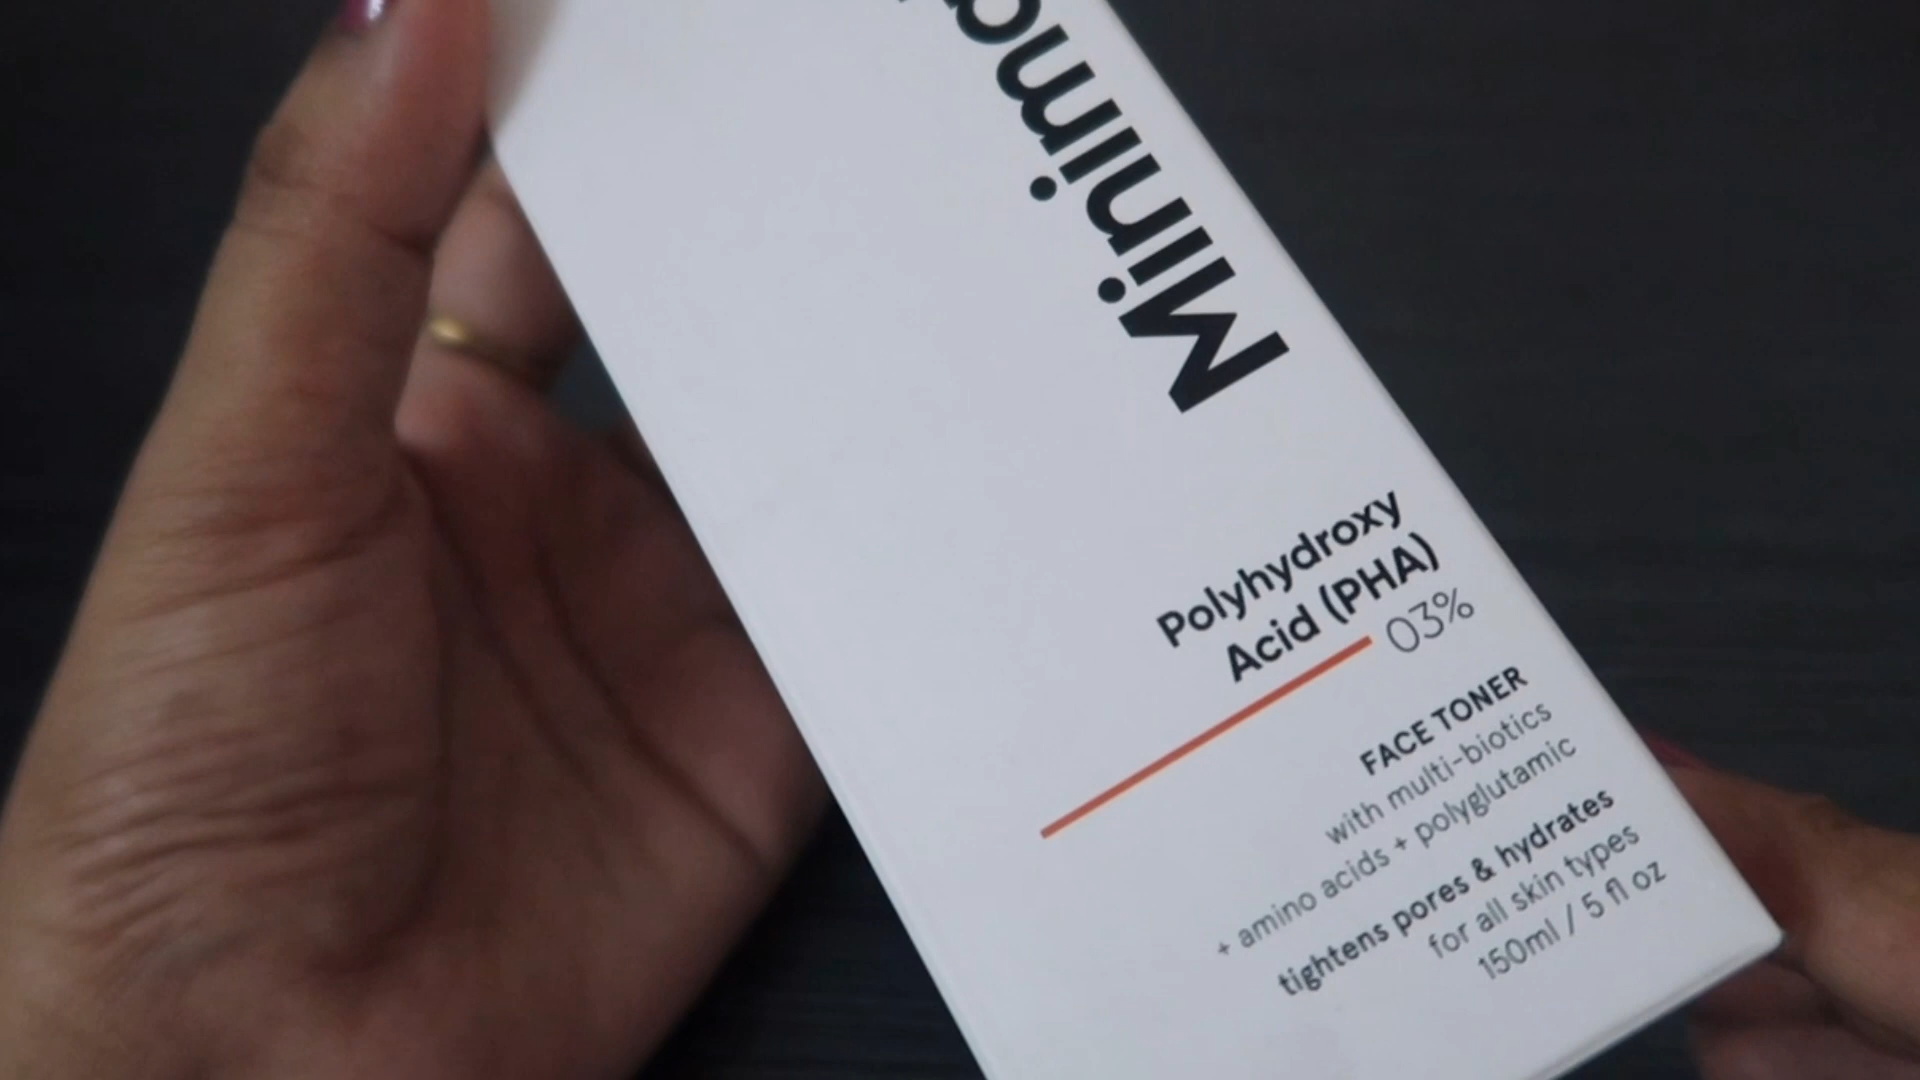 Minima
Polyhydroxy
Acid (PHA)
03%
FACE TONER
with multi-biotics
+ amino acids + polyglutamic
tightens pores & hydrates
for all skin types
150ml / 5 fl oz